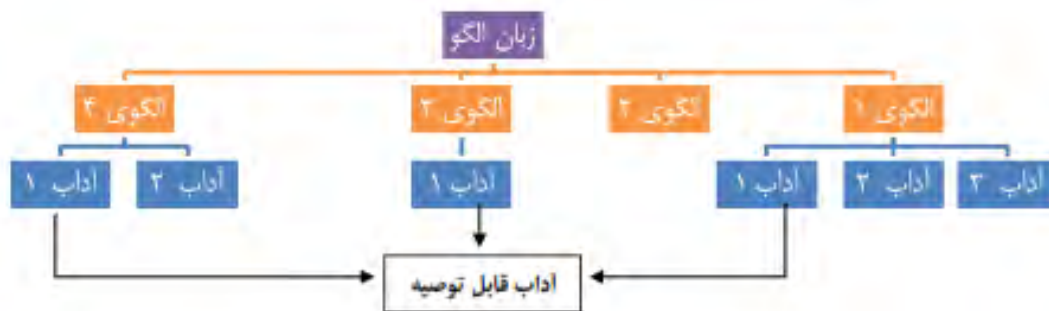 زبان الگو
الگوی ۱
الگوی ۲
الگوی ۳
الگوی ۴
آداب ۳
آداب ۲
آداب ۱
آداب ۱
آداب ۲
آداب ۱
آداب قابل توصیه